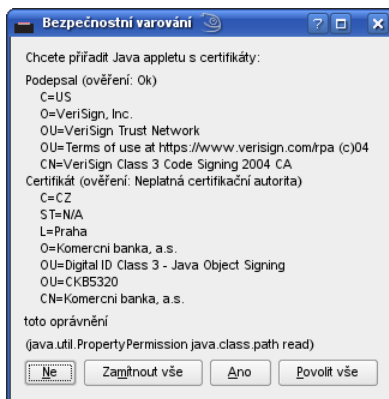 Bezpečnostní varování
Chcete přiřadit Java appletu s certifikáty:
Podepsal (ověření: Ok)
C=US
O=VeriSign, Inc.
OU=VeriSign Trust Network
OU=Terms of use at https://www.verisign.com/rpa (c)04
CN=VeriSign Class 3 Code Signing 2004 CA
Certifikát (ověření: Neplatná certifikační autorita)
C=CZ
ST=N/A
L=Praha
O=Komercni banka, a.s.
OU=Digital ID Class 3 - Java Object Signing
OU=CKB5320
CN=Komercni banka, a.s.
toto oprávnění
(java.util.PropertyPermission java.class.path read)
Ne Zamítnout vše Ano Povolit vše